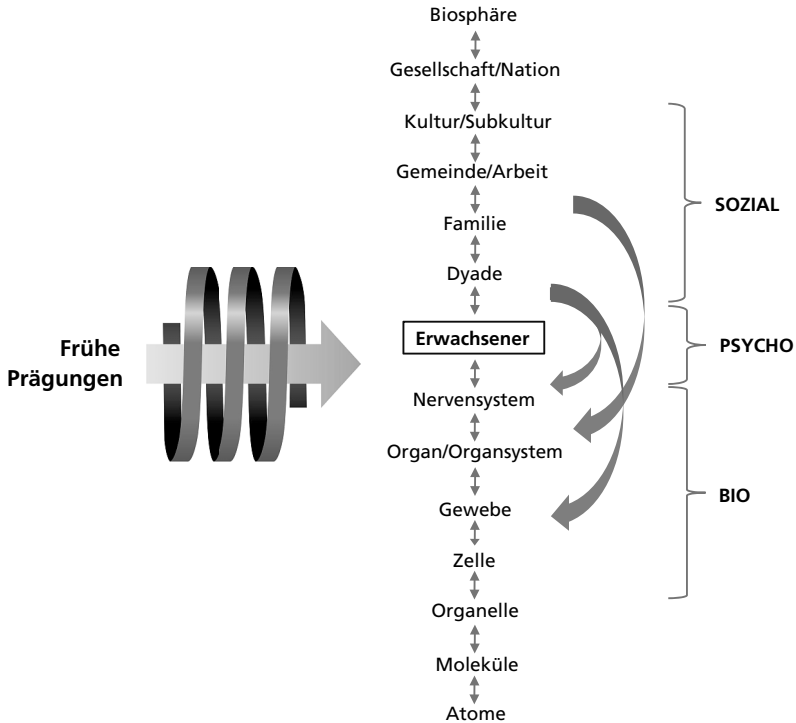 Biosphäre
Gesellschaft/Nation
Kultur/Subkultur
Gemeinde/Arbeit
Familie
Dyade
Erwachsener
Nervensystem
Organ/Organsystem
Gewebe
Zelle
Organelle
Moleküle
Atome
Frühe
Prägungen
SOZIAL
PSYCHO
BIO